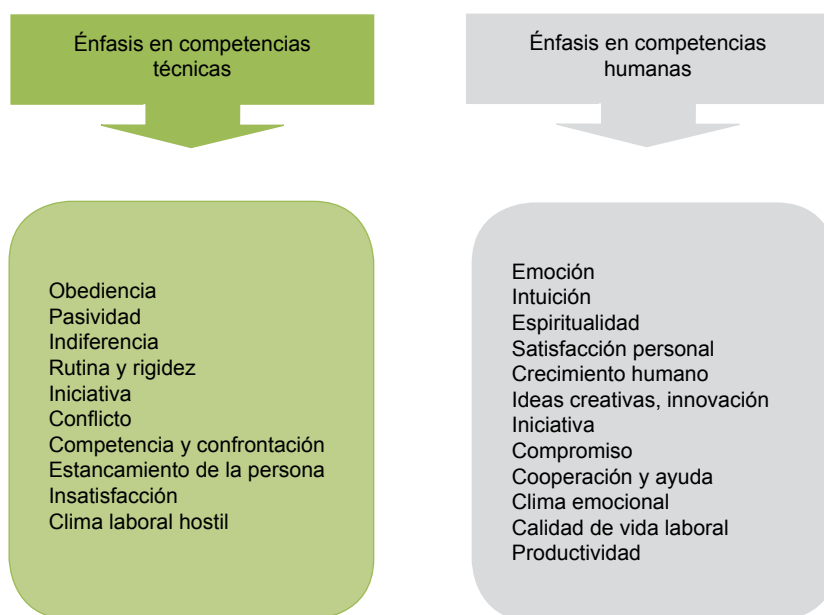 Énfasis en competencias
técnicas
Obediencia
Pasividad
Indiferencia
Rutina y rigidez
Iniciativa
Conflicto
Competencia y confrontación
Estancamiento de la persona
Insatisfacción
Clima laboral hostil
Énfasis en competencias
humanas
Emoción
Intuición
Espiritualidad
Satisfacción personal
Crecimiento humano
Ideas creativas, innovación
Iniciativa
Compromiso
Cooperación y ayuda
Clima emocional
Calidad de vida laboral
Productividad